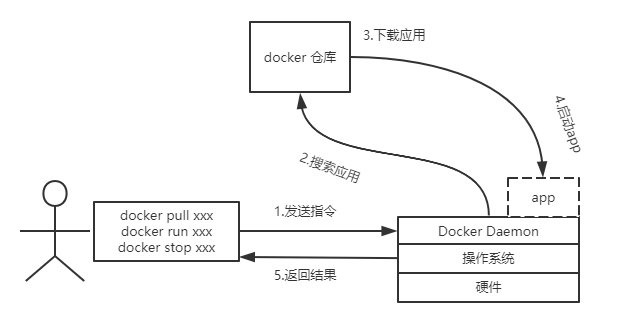 3.下载应用
docker 仓库
4.启动app
2.搜索应用
app
docker pull xxx
docker run xxx
docker stop xxx
1.发送指令
Docker Daemon
操作系统
5.返回结果
硬件